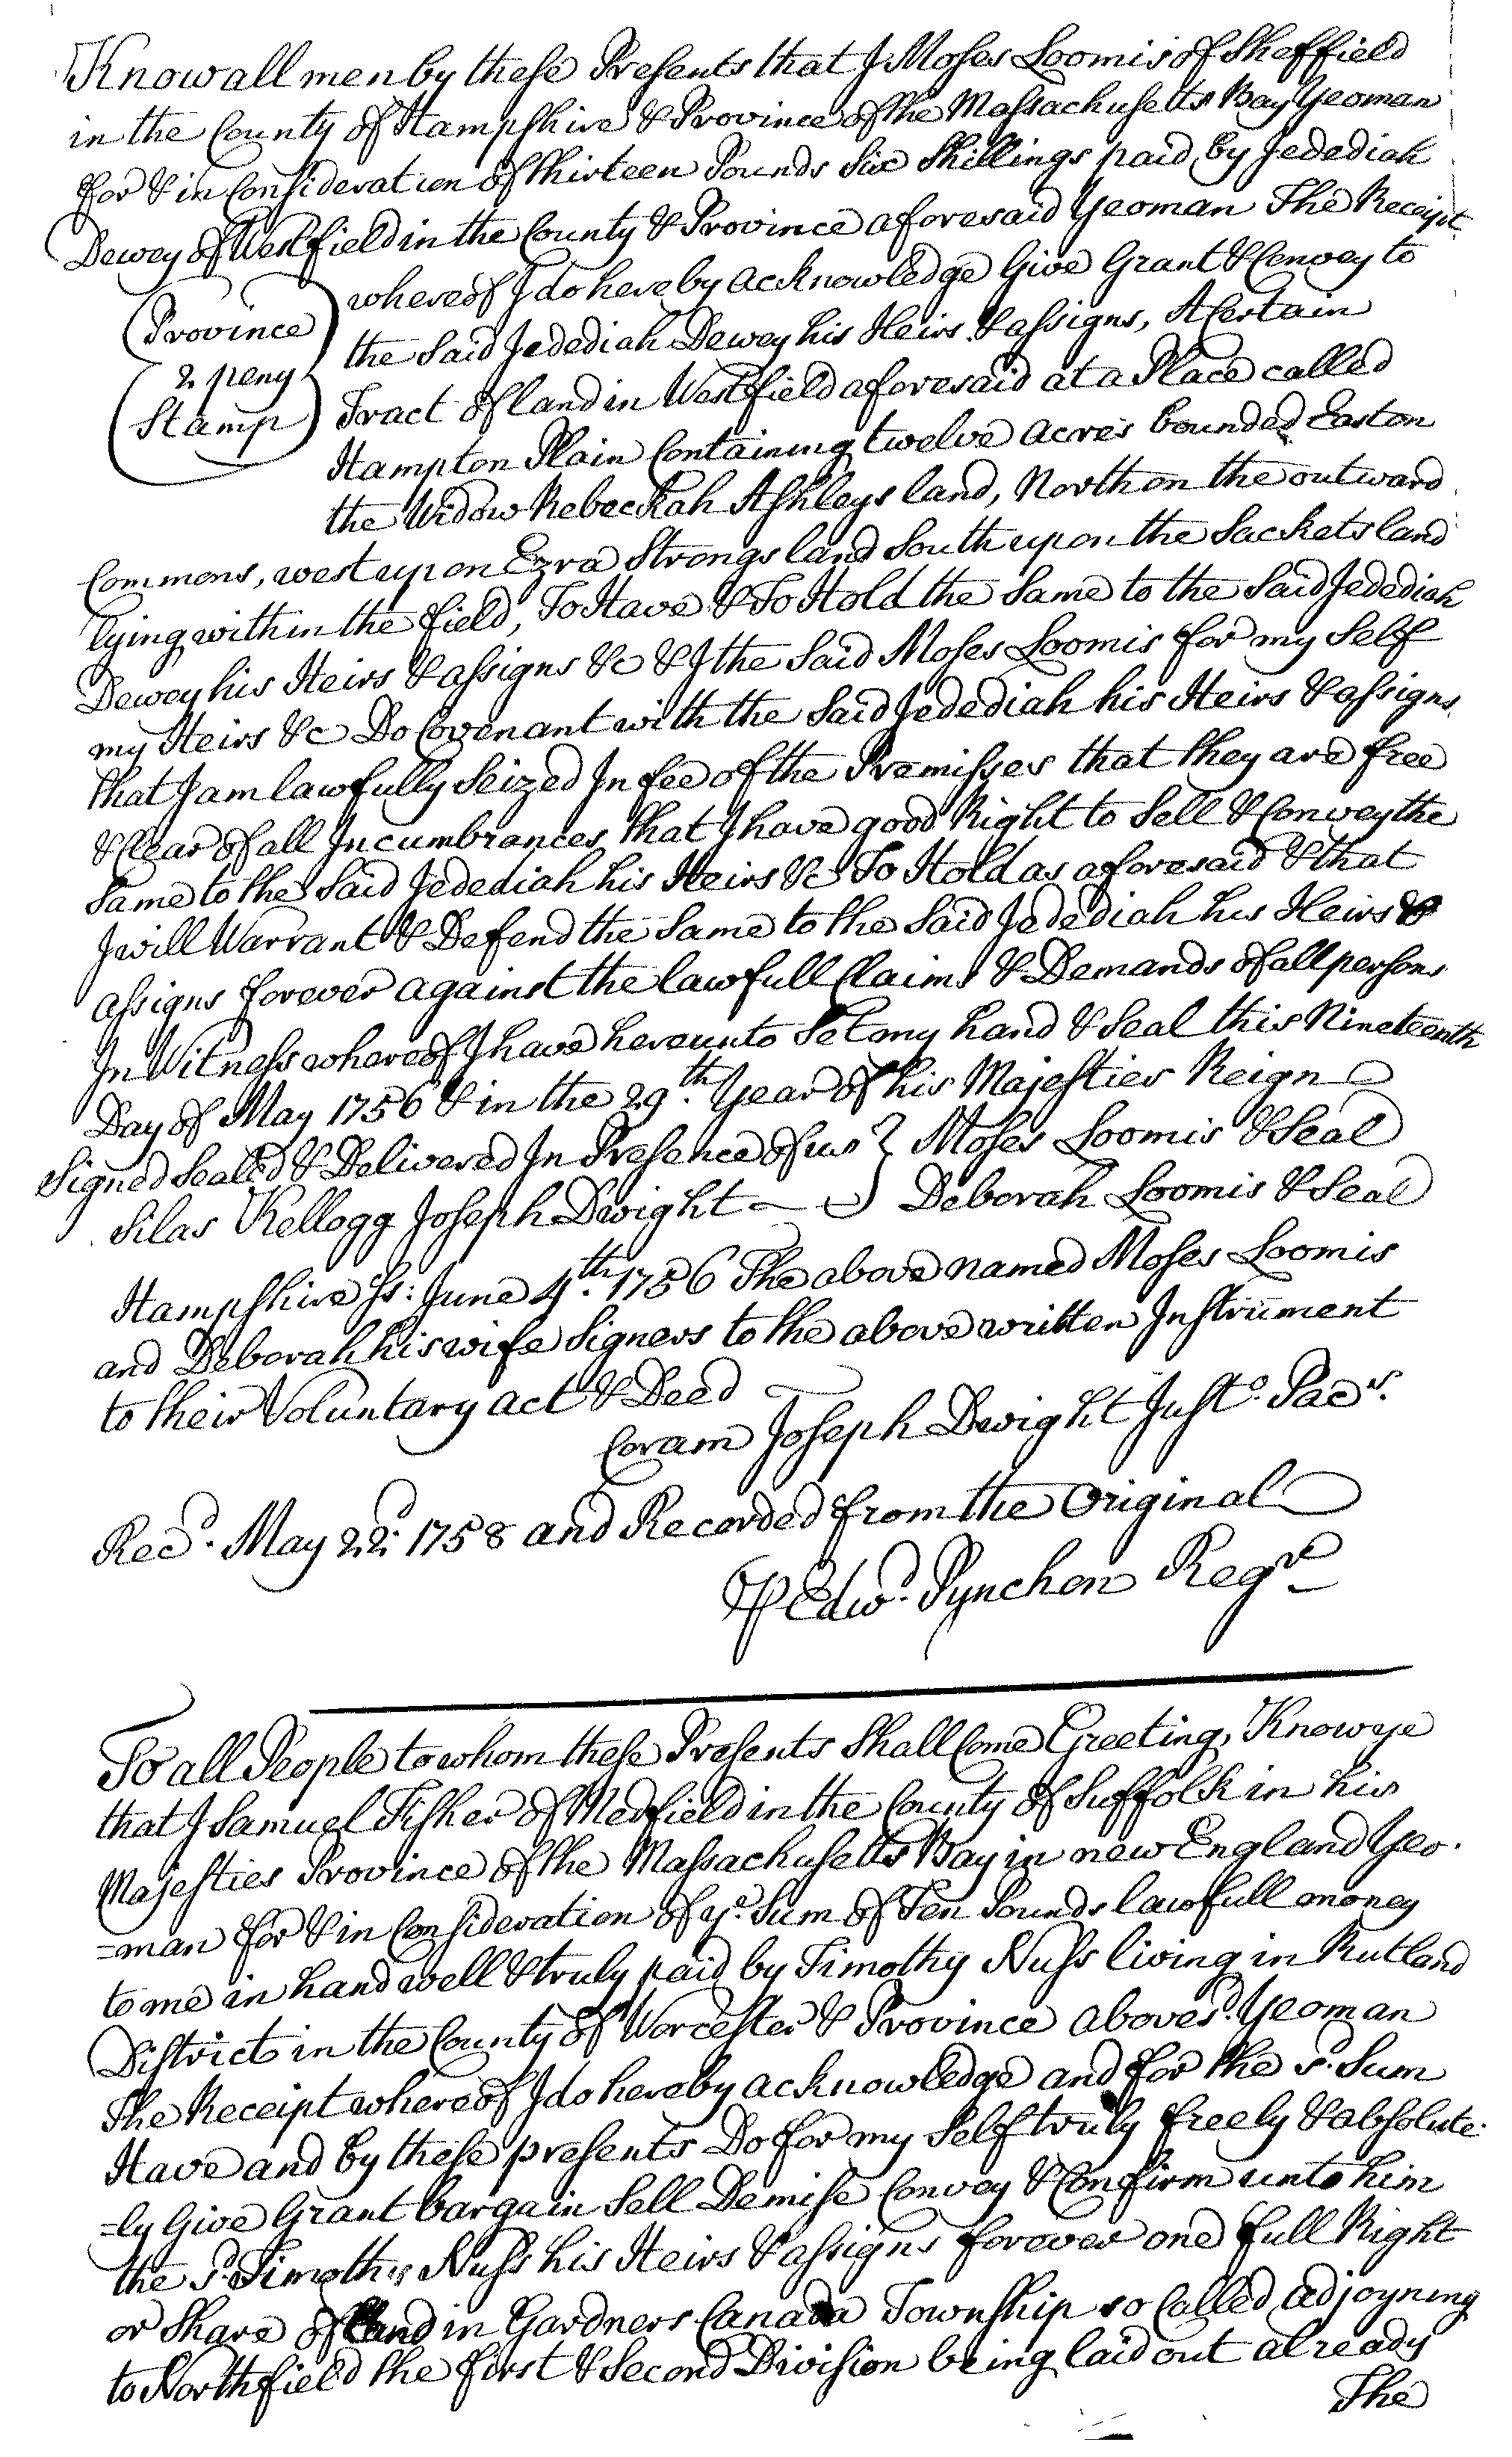 Know all men by these Presents that I Moses Loomis of Sheffield
in the County of Hampshire & Province of the Massachusetts Bay Yeoman
for & in Consideration of Thirteen Pounds Six Shillings paid by Jedediah
Dewey of Westfield in the County & Province aforesaid Yeoman The Receipt
whereof I do hereby acknowledge Give Grant & Convey to
the Said Jedediah Dewey his Heirs & assigns, A Certain
Province
2 peny
Stamp
Tract of land in Westfield aforesaid at a Place called
Hampton Plain Containing twelve acres bounded East on
the Widow Rebeckah Ashleys land, North on the outward
Commons, west upon Ezra Strongs land South upon the Sackets land
lying within the field, To Have & To Hold the Same to the Said Jedediah
Dewey his Heirs & assigns &c & I the Said Moses Loomis for my Self
my Heirs &c Do Covenant with the Said Jedediah his Heirs & assigns
that I am lawfully Seized In fee of the Premisses that they are free
& Clear of all Incumbrances, that I have good Right to Sell & Convey the
Same to the Said Jedediah his Heirs &c To Hold as aforesaid & that
I will Warrant & Defend the Same to the Said Jedediah his Heirs &
assigns forever against the lawfull Claims & Demands of all persons
In Witness whereof I have hereunto Set my hand & Seal this Nineteenth
Day of May 1756 & in the 29th. Year of his Majesties Reign
Signed Sealed & Delivered In Presence of us } Moses Loomis & Seal
Silas Kellogg Joseph Dwight } Deborah Loomis & Seal
Hampshire Ss: June 4th. 1756 The above named Moses Loomis
and Deborah his wife Signers to the above written Instrument
to their Voluntary act & Deed
Coram Joseph Dwight Justo. Pacs.
Recd. May 22d. 1758 and Recorded from the Original
P Edwd. Pynchon Regr
To all People to whom these Presents Shall Come Greeting, Know ye
that I Samuel Fisher of Medfield in the County of Suffolk in his
Majesties Province of the Massachusetts Bay in new England Yeo-
=man for & in Consideration of ye. Sum of Ten Pounds lawfull money
to me in hand well & truly paid by Timothy Nuss living in Rutland
District in the County of Worcester & Province abovesd. Yeoman
The Receipt whereof I do hereby acknowledge and for the sd. Sum
Have and by these presents Do for my Self truly freely & absolute-
=ly Give Grant bargain Sell Demise Convey & Confirm unto him
the sd. Timothy Nuss his Heirs & assigns forever one full Right
or Share of Land in Gardners Canada Township so Called adjoyning
to Northfield the first & Second Division being laid out already
The